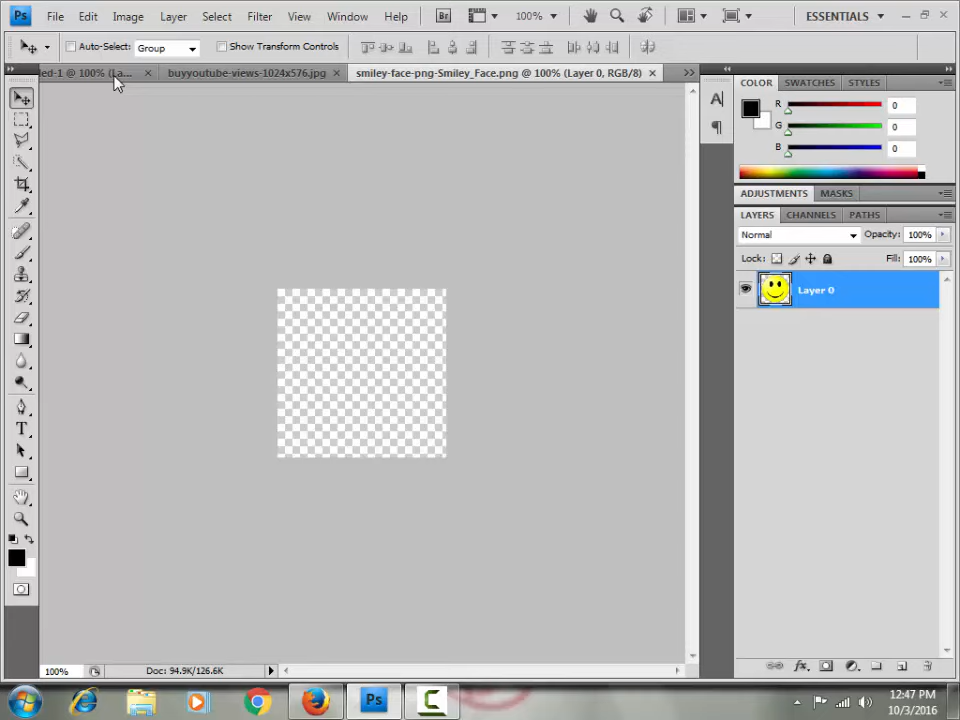 Ps File Edit Image Layer Select Filter View Window Help Br 100% ESSENTIALS
Auto-Select: Group Show Transform Controls
ed-1 @ 100% (La... × buyyoutube-views-1024x576.jpg × smiley-face-png-Smiley_Face.png @ 100% (Layer 0, RGB/8) ×
COLOR SWATCHES STYLES
R 0
G 0
B 0
ADJUSTMENTS MASKS
LAYERS CHANNELS PATHS
Normal Opacity: 100%
Lock: Fill: 100%
Layer 0
T
100% Doc: 94.9K/126.6K
fx
Ps C
12:47 PM
10/3/2016